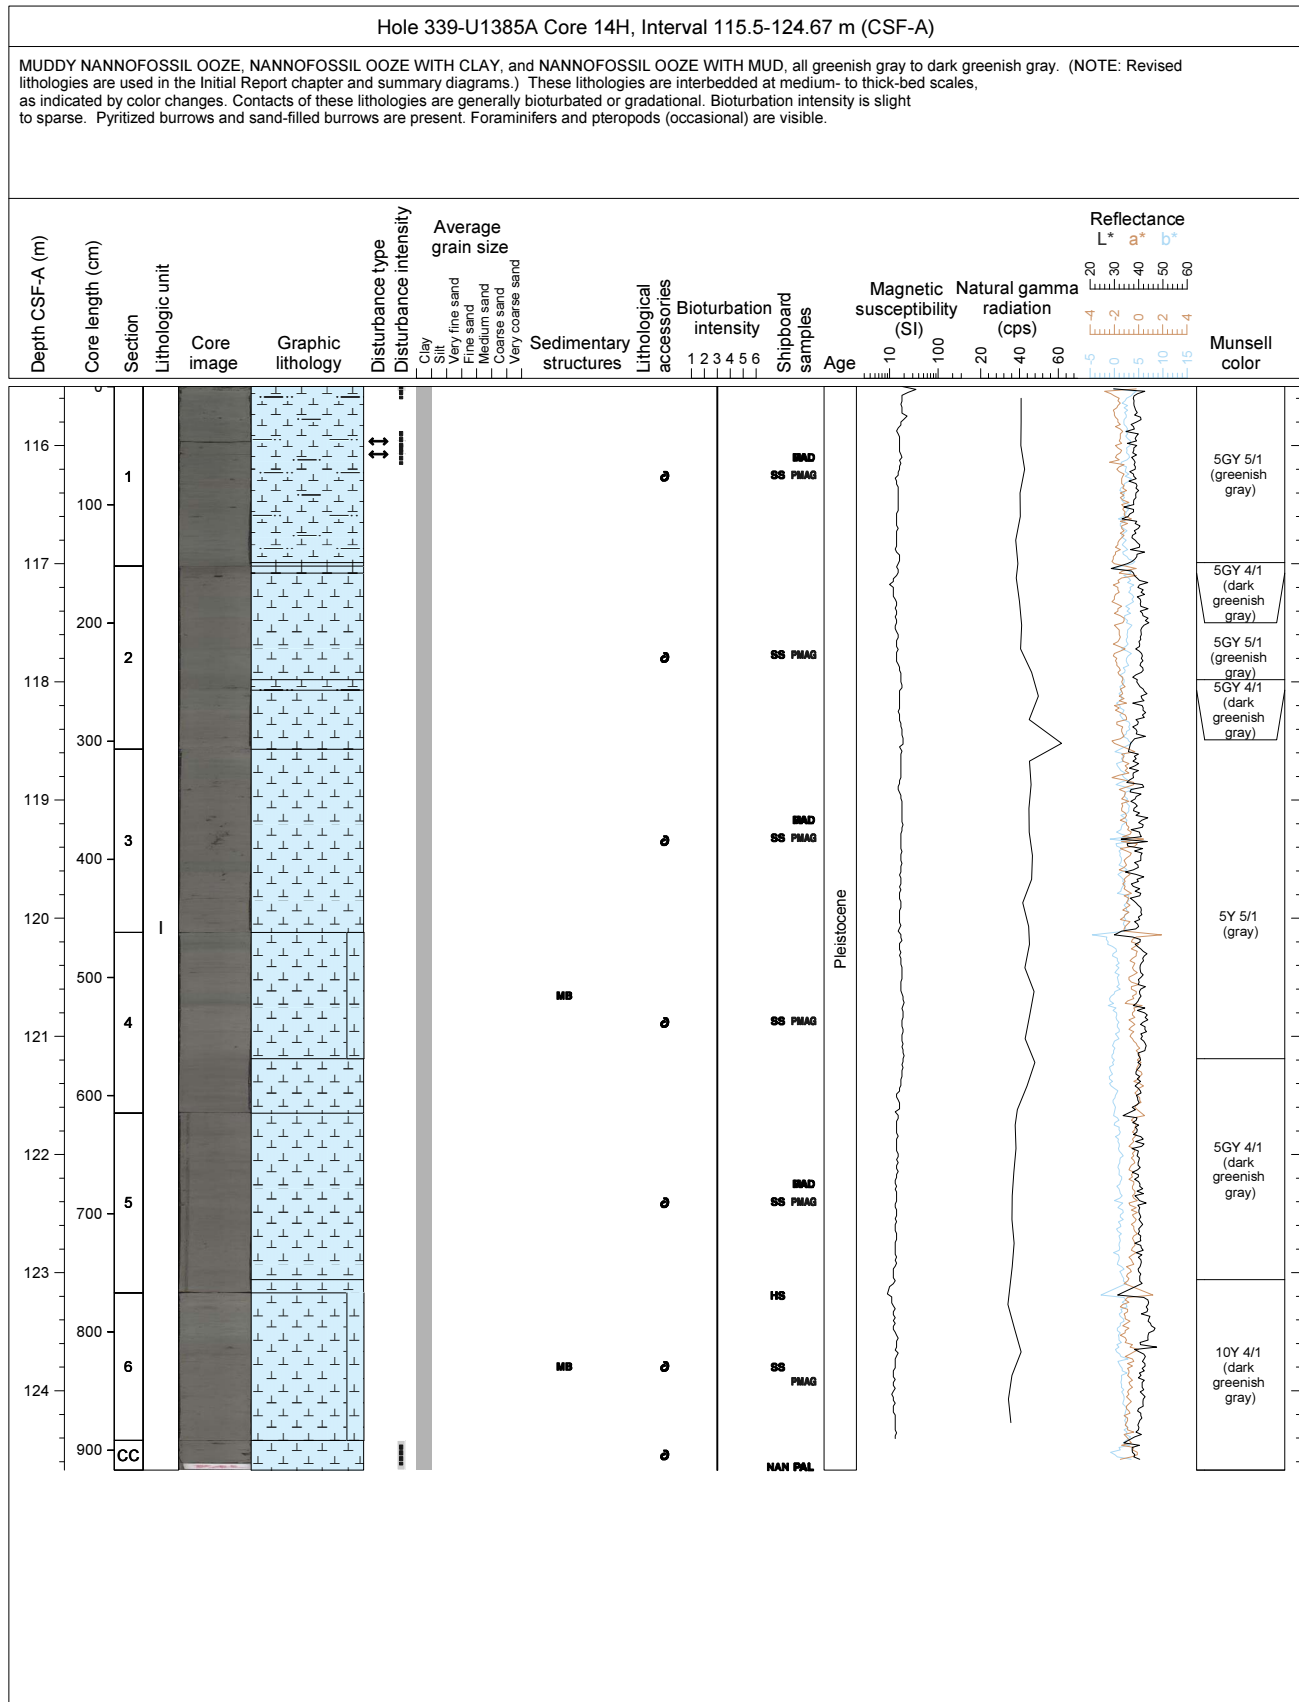 Hole 339-U1385A Core 14H, Interval 115.5-124.67 m (CSF-A)
MUDDY NANNOFOSSIL OOZE, NANNOFOSSIL OOZE WITH CLAY, and NANNOFOSSIL OOZE WITH MUD, all greenish gray to dark greenish gray. (NOTE: Revised
lithologies are used in the Initial Report chapter and summary diagrams.) These lithologies are interbedded at medium- to thick-bed scales,
as indicated by color changes. Contacts of these lithologies are generally bioturbated or gradational. Bioturbation intensity is slight
to sparse. Pyritized burrows and sand-filled burrows are present. Foraminifers and pteropods (occasional) are visible.
Depth CSF-A (m)
Core length (cm)
Section
Lithologic unit
Core
image
Graphic
lithology
Disturbance type
Disturbance intensity
Average
grain size
Clay
Silt
Very fine sand
Fine sand
Medium sand
Coarse sand
Very coarse sand
Sedimentary
structures
Lithological
accessories
Bioturbation
intensity
1 2 3 4 5 6
Shipboard
samples
Age
Magnetic
susceptibility
(SI)
10 100
Natural gamma
radiation
(cps)
20 40 60
Reflectance
L* a* b*
20 30 40 50 60
-4 -2 0 2 4
-5 0 5 10 15
Munsell
color
0
116
1
100
SS PMAG
5GY 5/1
(greenish
gray)
117
5GY 4/1
(dark
greenish
gray)
200
2
SS PMAG
5GY 5/1
(greenish
gray)
118
5GY 4/1
(dark
greenish
gray)
300
119
3
SS PMAG
400
120
I
Pleistocene
5Y 5/1
(gray)
500
MB
4
SS PMAG
121
600
122
5GY 4/1
(dark
greenish
gray)
5
SS PMAG
700
123
HS
800
6
MB
SS
PMAG
10Y 4/1
(dark
greenish
gray)
124
900
CC
NAN PAL